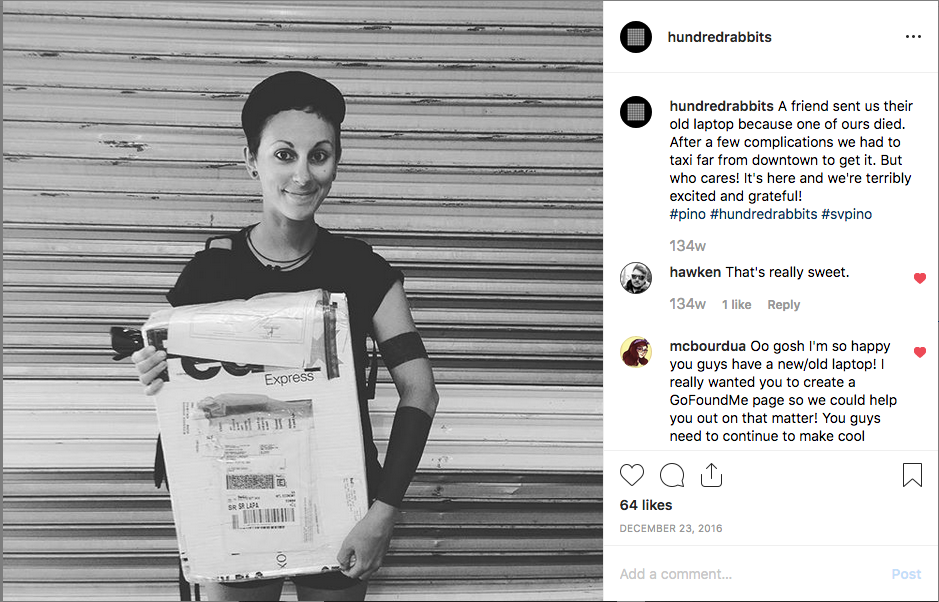 hundredrabbits
hundredrabbits A friend sent us their
old laptop because one of ours died.
After a few complications we had to
taxi far from downtown to get it. But
who cares! It's here and we're terribly
excited and grateful!
#pino #hundredrabbits #svpino
134w
hawken That's really sweet.
134w 1 like Reply
mcbourdua Oo gosh I'm so happy
you guys have a new/old laptop! I
really wanted you to create a
GoFoundMe page so we could help
you out on that matter! You guys
need to continue to make cool
64 likes
DECEMBER 23, 2016
Add a comment...
Post
Express